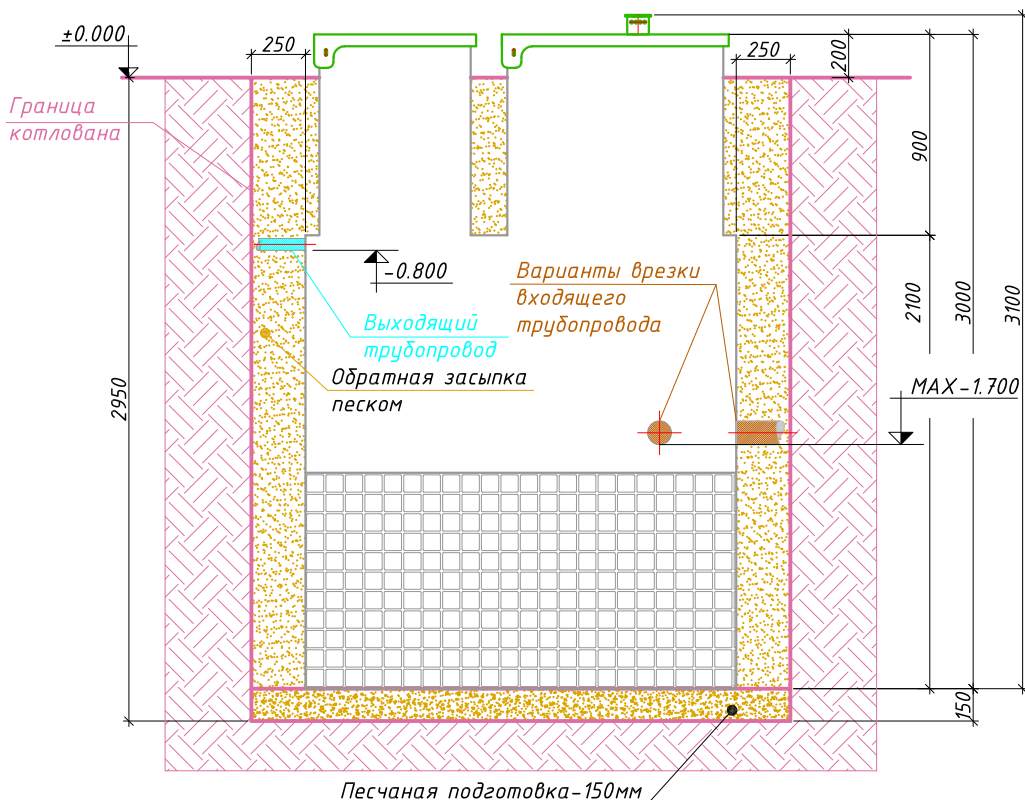 ±0.000
250
250
200
Граница
котлована
900
-0.800
Варианты врезки
входящего
трубопровода
2100
3000
3100
Выходящий
трубопровод
Обратная засыпка
песком
2950
MAX-1.700
150
Песчаная подготовка-150мм